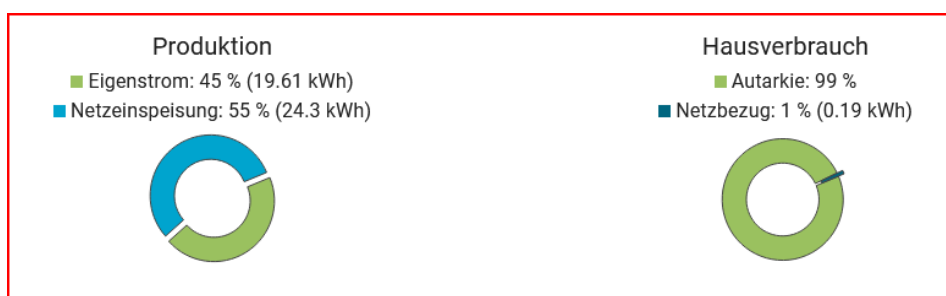 Produktion
Eigenstrom: 45 % (19.61 kWh)
Netzeinspeisung: 55 % (24.3 kWh)
Hausverbrauch
Autarkie: 99 %
Netzbezug: 1 % (0.19 kWh)